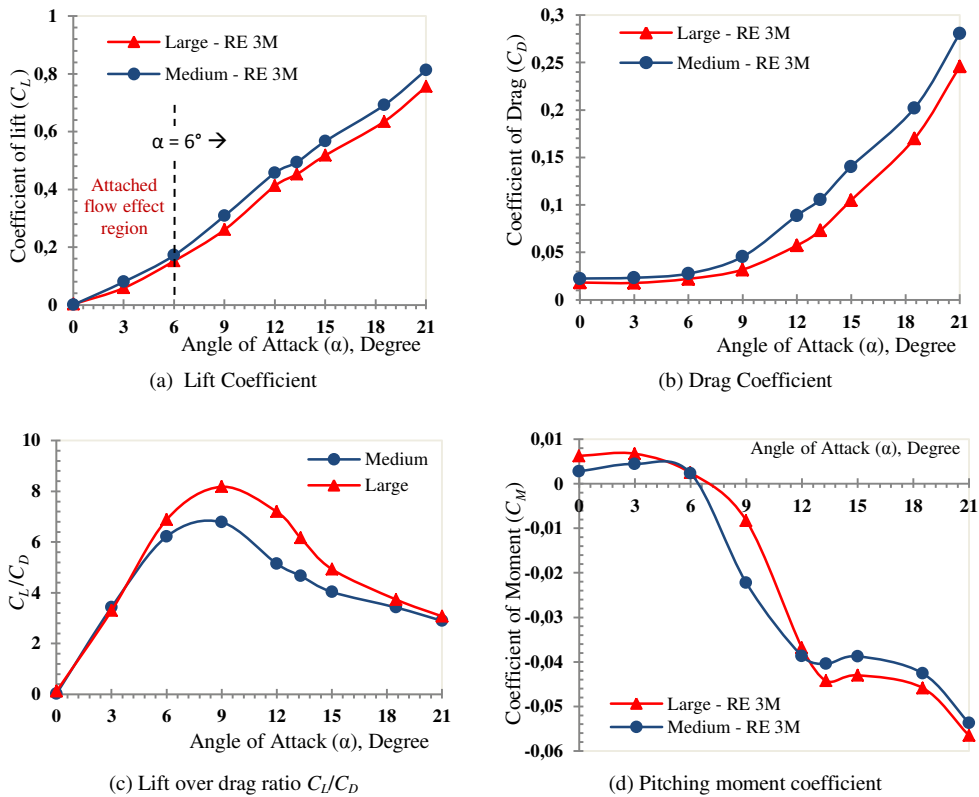 1
0,8
0,6
0,4
0,2
0
Coefficient of lift (C_L)
Large - RE 3M
Medium - RE 3M
α = 6° →
Attached
flow effect
region
0 3 6 9 12 15 18 21
Angle of Attack (α), Degree
(a) Lift Coefficient
0,3
0,25
0,2
0,15
0,1
0,05
0
Coefficient of Drag (C_D)
Large - RE 3M
Medium - RE 3M
0 3 6 9 12 15 18 21
Angle of Attack (α), Degree
(b) Drag Coefficient
10
8
6
4
2
0
C_L/C_D
Medium
Large
0 3 6 9 12 15 18 21
Angle of Attack (α), Degree
(c) Lift over drag ratio C_L/C_D
0,01
0
-0,01
-0,02
-0,03
-0,04
-0,05
-0,06
Coefficient of Moment (C_M)
Angle of Attack (α), Degree
0 3 6 9 12 15 18 21
Large - RE 3M
Medium - RE 3M
(d) Pitching moment coefficient